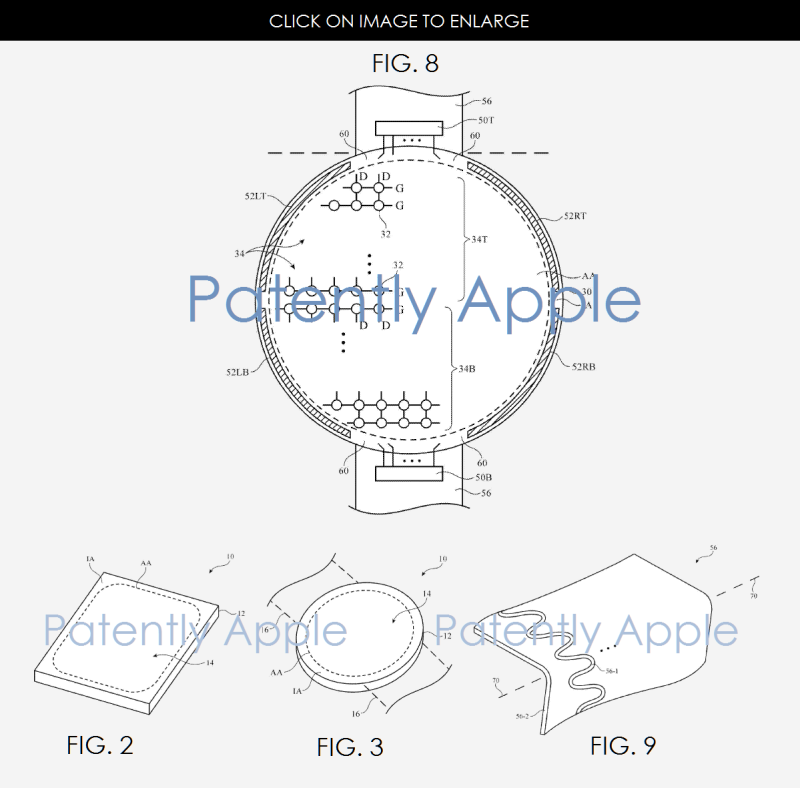 CLICK ON IMAGE TO ENLARGE
FIG. 8
56
50T
60
60
D D
G
G
52LT
52RT
32
34T
34
32
AA
Patently Apple
G
30
IA
G
D D
52LB
34B
52RB
60
60
50B
56
IA
AA
10
12
14
Patently Apple
FIG. 2
10
14
16
12
AA
IA
16
FIG. 3
56
70
Patently Apple
56-1
70
56-2
FIG. 9